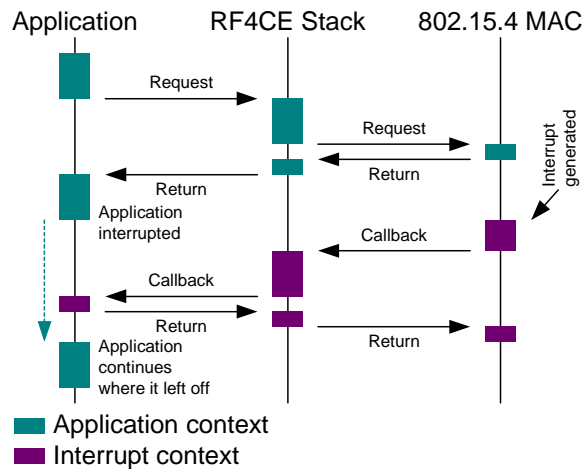 Application
RF4CE Stack
802.15.4 MAC
Request
Request
Return
Return
Interrupt
generated
Application
interrupted
Callback
Callback
Return
Return
Application
continues
where it left off
Application context
Interrupt context